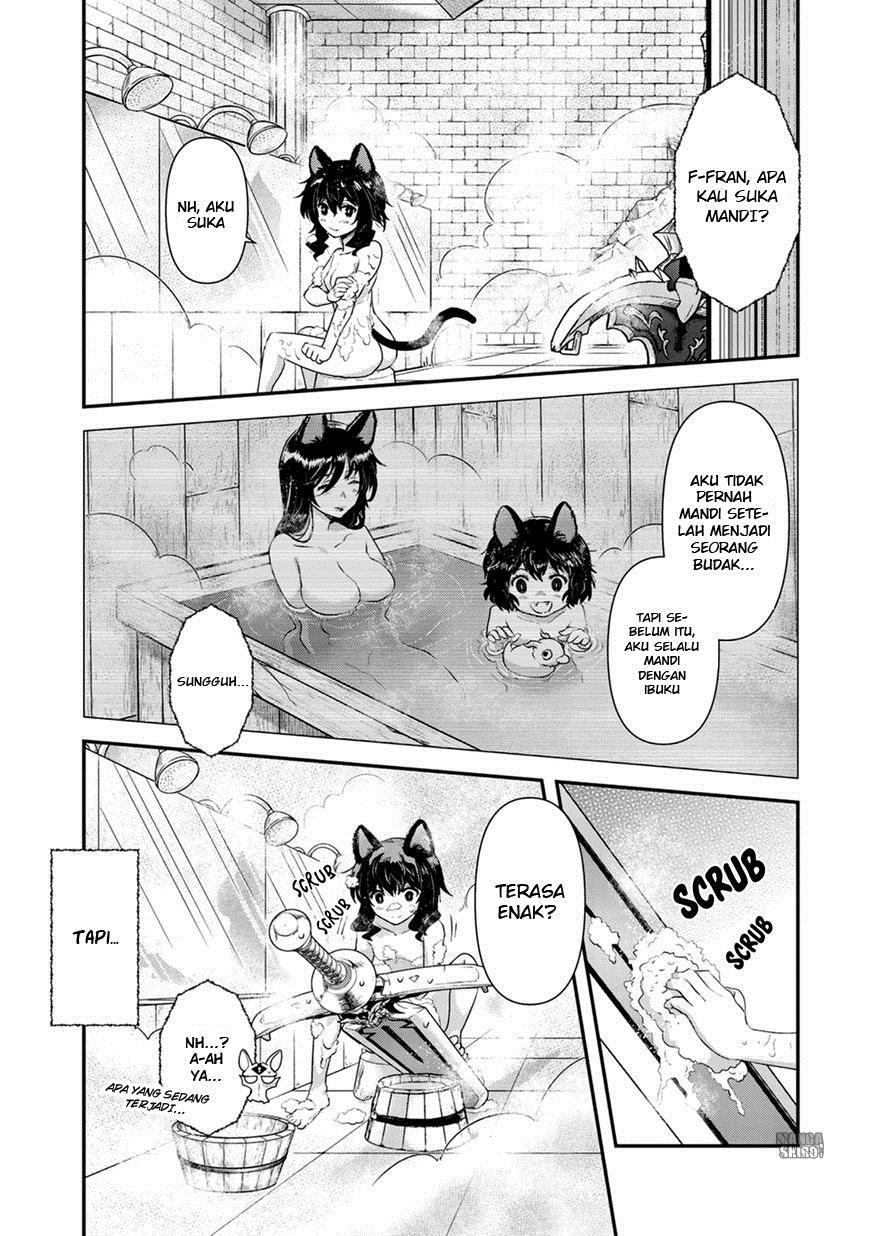 F-FRAN, APA
KAU SUKA
MANDI?
NH, AKU
SUKA
AKU TIDAK
PERNAH
MANDI SETE-
LAH MENJADI
SEORANG
BUDAK...
TAPI SE-
BELUM ITU,
AKU SELALU
MANDI
DENGAN
IBUKU
SUNGGUH...
SCRUB
SCRUB
SCRUB
SCRUB
TERASA
ENAK?
TAPI...
NH...?
A-AH
YA...
APA YANG SEDANG
TERJADI...